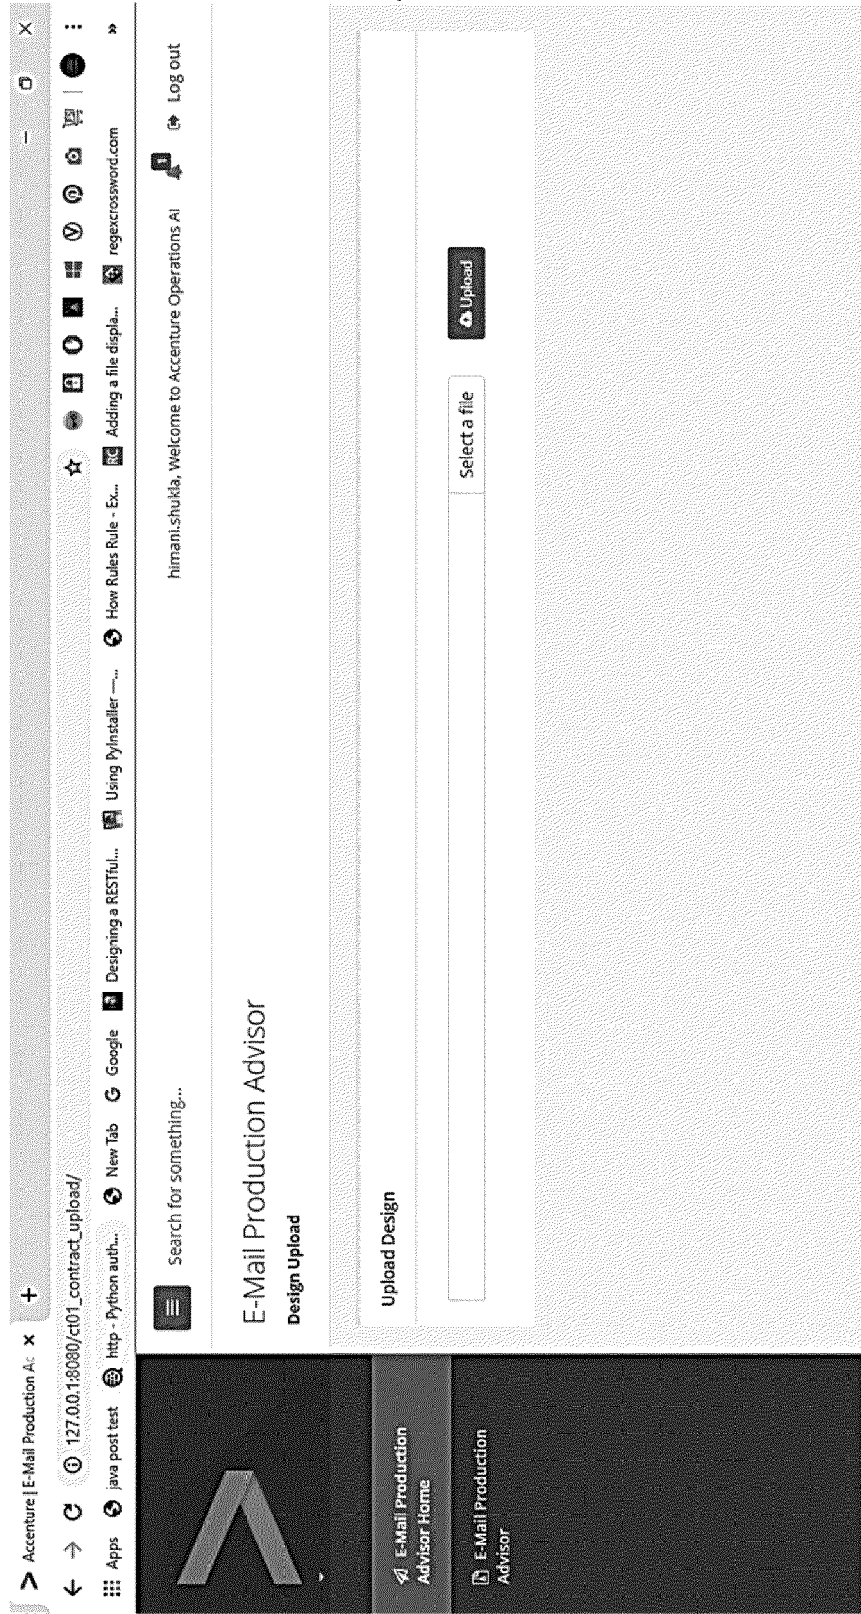 Accenture | E-Mail Production Ac
127.0.0.1:8080/ct01_contract_upload/
Apps java post test http - Python auth... New Tab G Google Designing a RESTful... Using PyInstaller —... How Rules Rule - Ex... RC Adding a file displa... regexcrossword.com »
Search for something... himani.shukla, Welcome to Accenture Operations AI 1 Log out
E-Mail Production Advisor
Design Upload
E-Mail Production
Advisor Home
E-Mail Production
Advisor
Upload Design
Select a file Upload